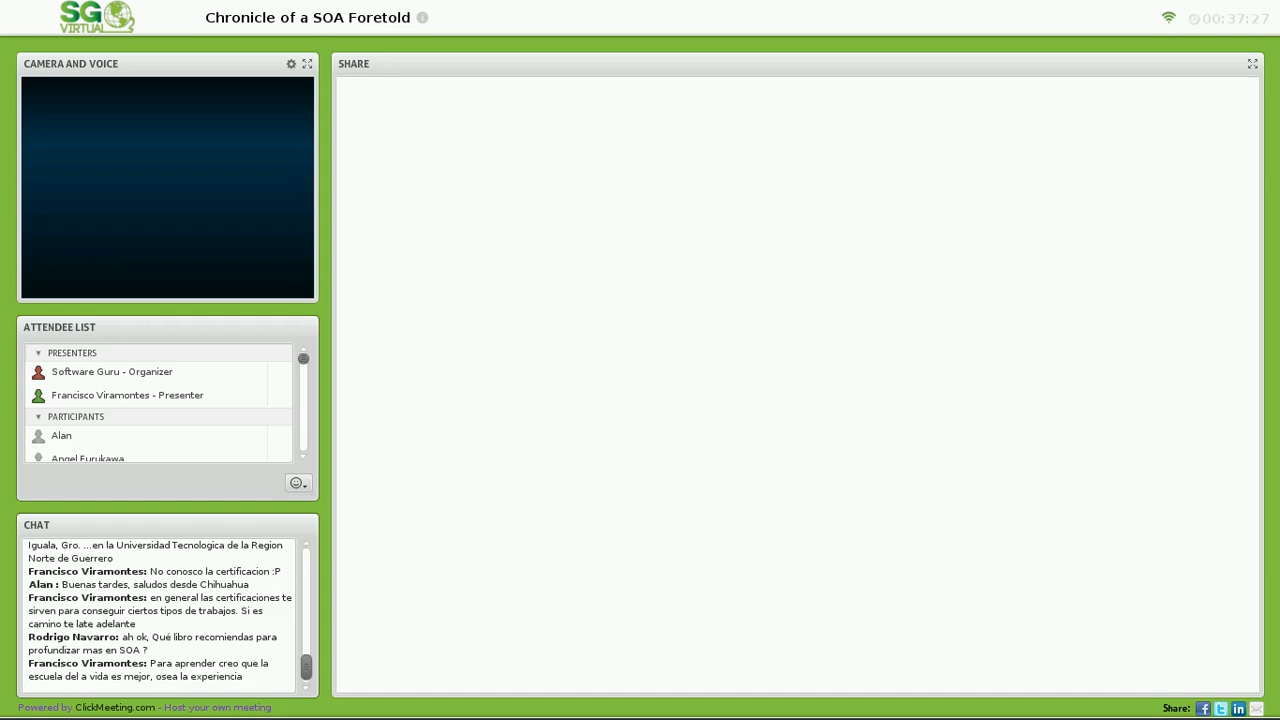 SG VIRTUAL
Chronicle of a SOA Foretold
00:37:27
CAMERA AND VOICE
SHARE
ATTENDEE LIST
PRESENTERS
Software Guru - Organizer
Francisco Viramontes - Presenter
PARTICIPANTS
Alan
Angel Furukawa
CHAT
Iguala, Gro. ...en la Universidad Tecnologica de la Region
Norte de Guerrero
Francisco Viramontes: No conosco la certificacion :P
Alan : Buenas tardes, saludos desde Chihuahua
Francisco Viramontes: en general las certificaciones te
sirven para conseguir ciertos tipos de trabajos. Si es
camino te late adelante
Rodrigo Navarro: ah ok, Qué libro recomiendas para
profundizar mas en SOA ?
Francisco Viramontes: Para aprender creo que la
escuela del a vida es mejor, osea la experiencia
Powered by ClickMeeting.com - Host your own meeting
Share: